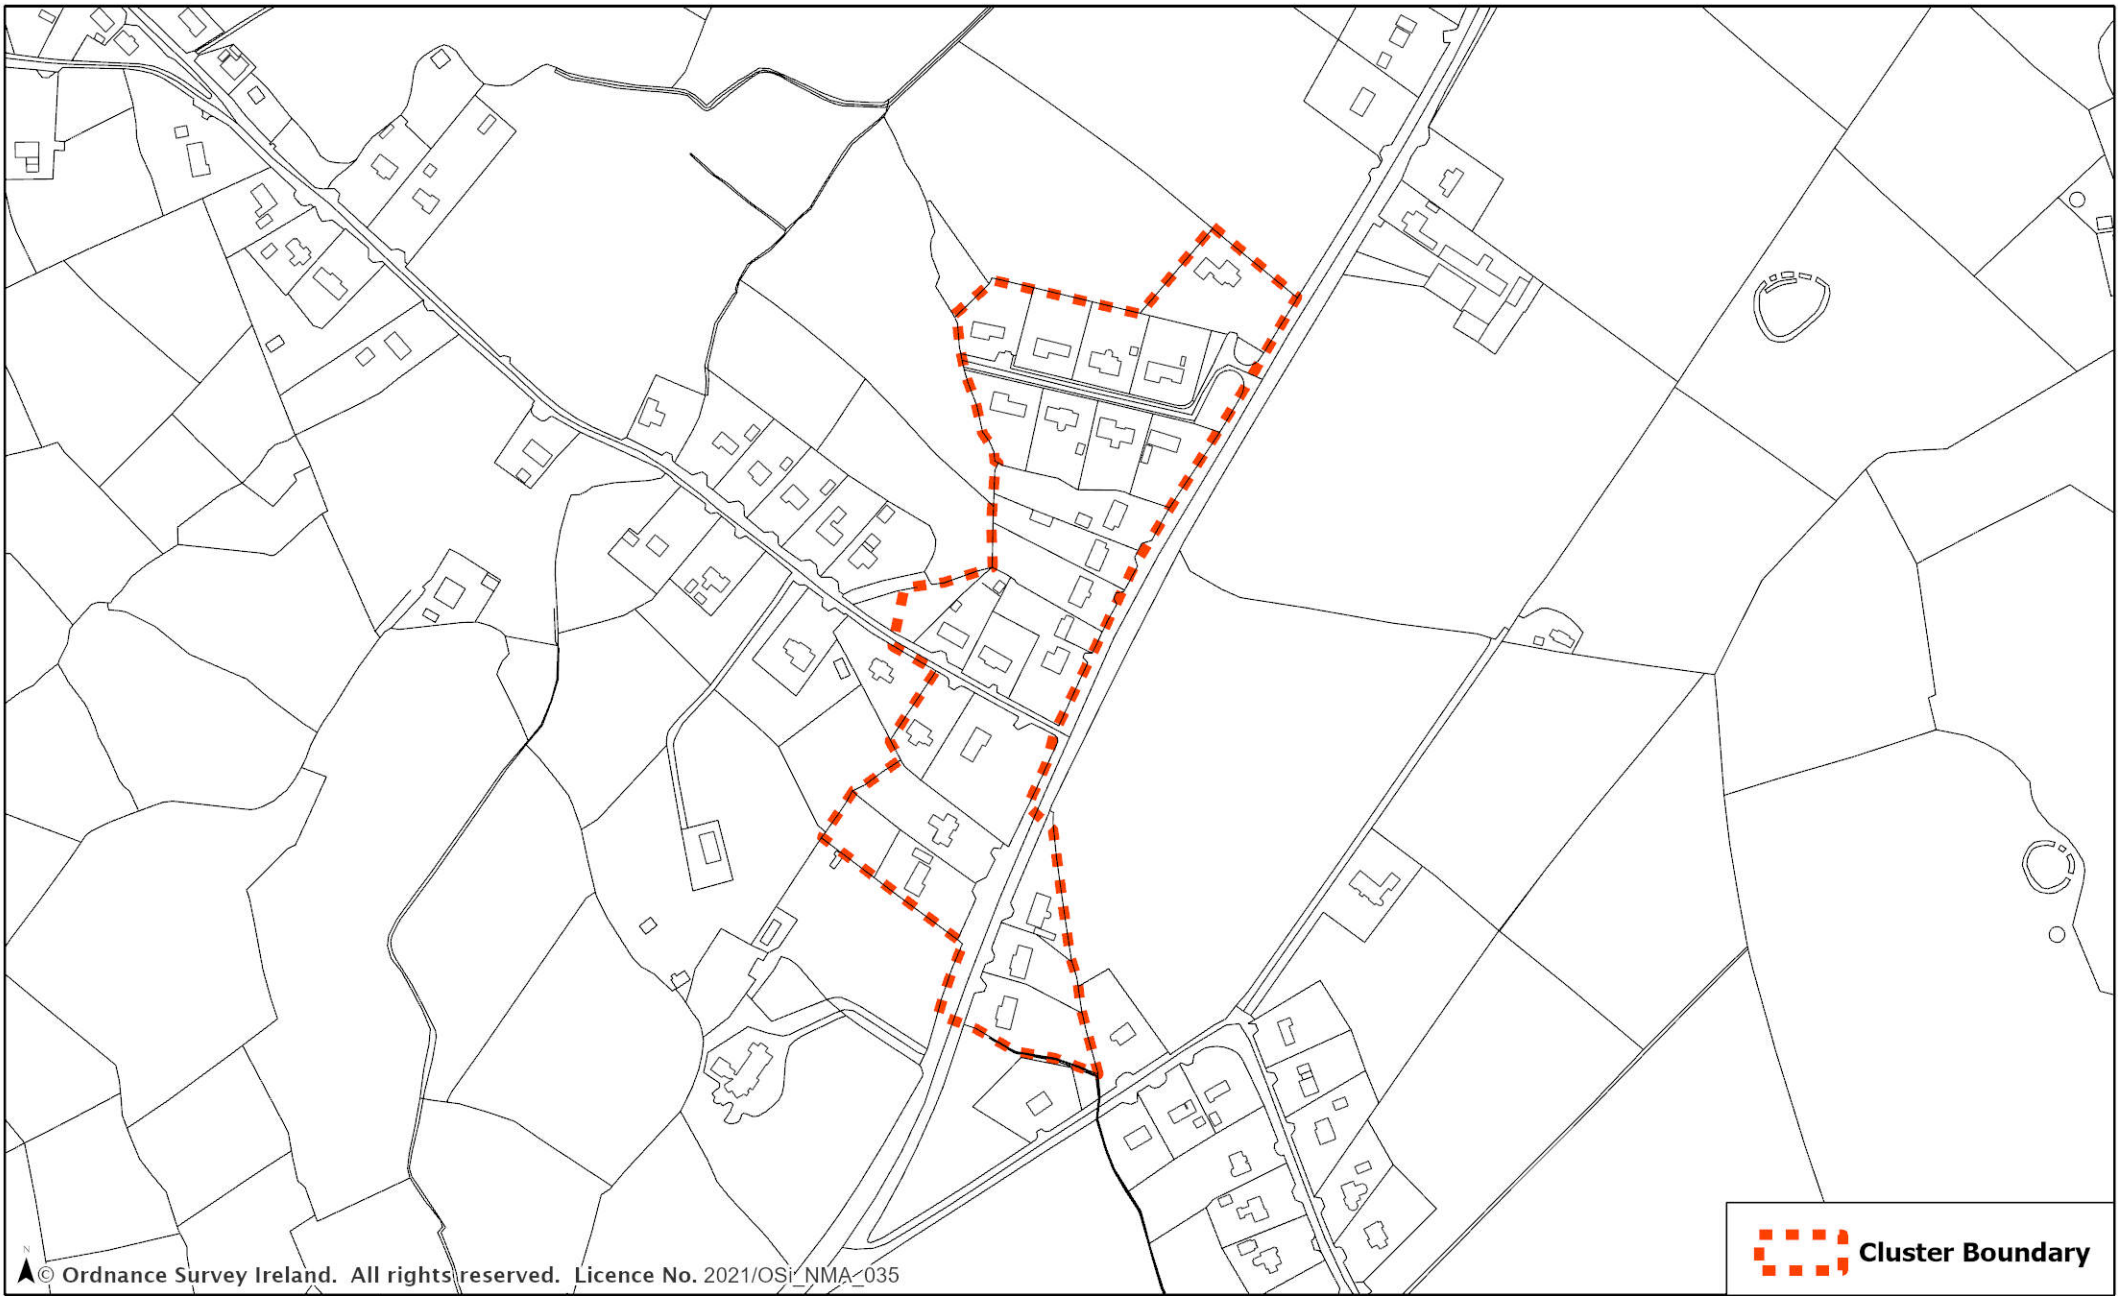 N
© Ordnance Survey Ireland. All rights reserved. Licence No. 2021/OSi_NMA_035
Cluster Boundary